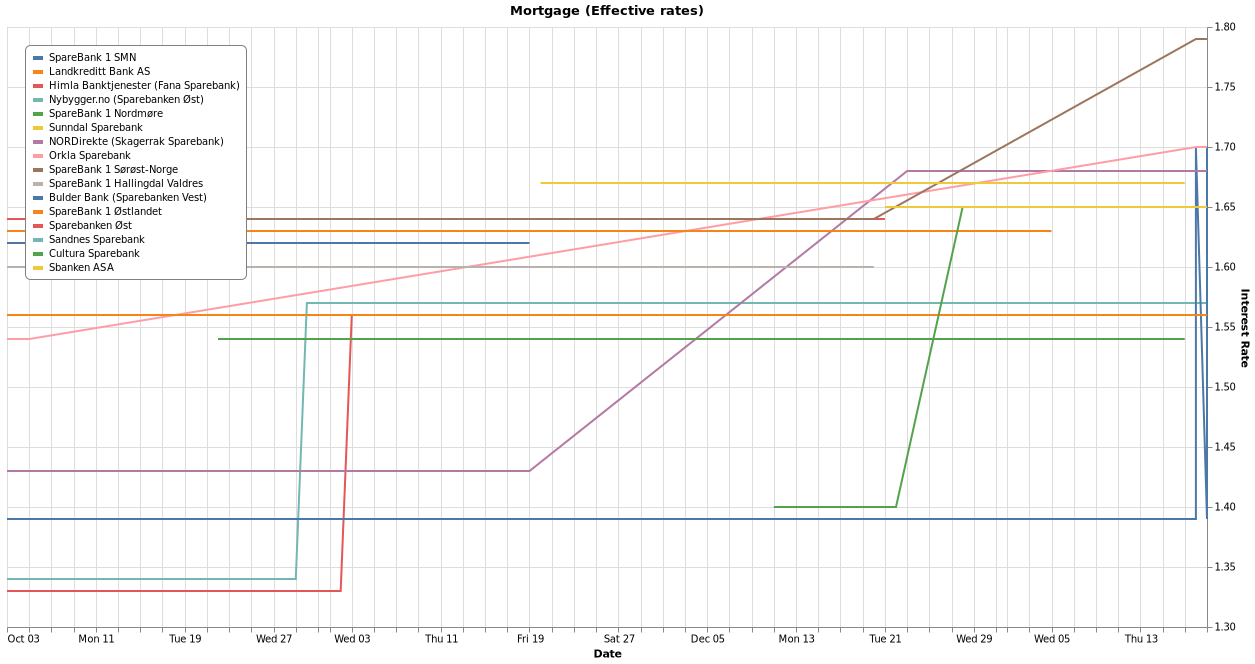 Mortgage (Effective rates)
SpareBank 1 SMN
Landkreditt Bank AS
Himla Banktjenester (Fana Sparebank)
Nybygger.no (Sparebanken Øst)
SpareBank 1 Nordmøre
Sunndal Sparebank
NORDirekte (Skagerrak Sparebank)
Orkla Sparebank
SpareBank 1 Sørøst-Norge
SpareBank 1 Hallingdal Valdres
Bulder Bank (Sparebanken Vest)
SpareBank 1 Østlandet
Sparebanken Øst
Sandnes Sparebank
Cultura Sparebank
Sbanken ASA
1.80
1.75
1.70
1.65
1.60
1.55
1.50
1.45
1.40
1.35
1.30
Interest Rate
Oct 03 Mon 11 Tue 19 Wed 27 Wed 03 Thu 11 Fri 19 Sat 27 Dec 05 Mon 13 Tue 21 Wed 29 Wed 05 Thu 13
Date